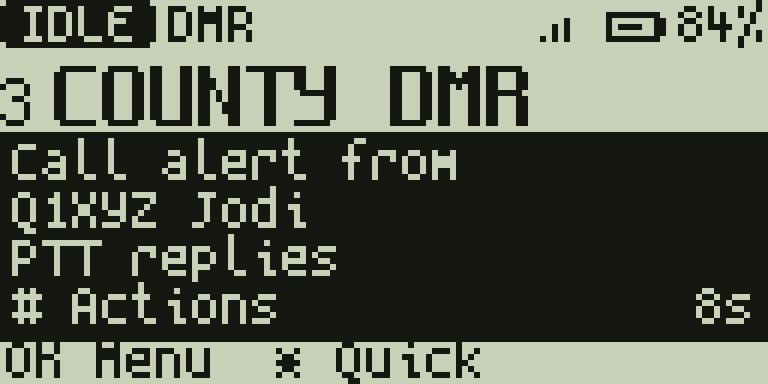 IDLE DMR 84%
3 COUNTY DMR
Call alert from
Q1XYZ Jodi
PTT replies
# Actions 8s
OK Menu * Quick